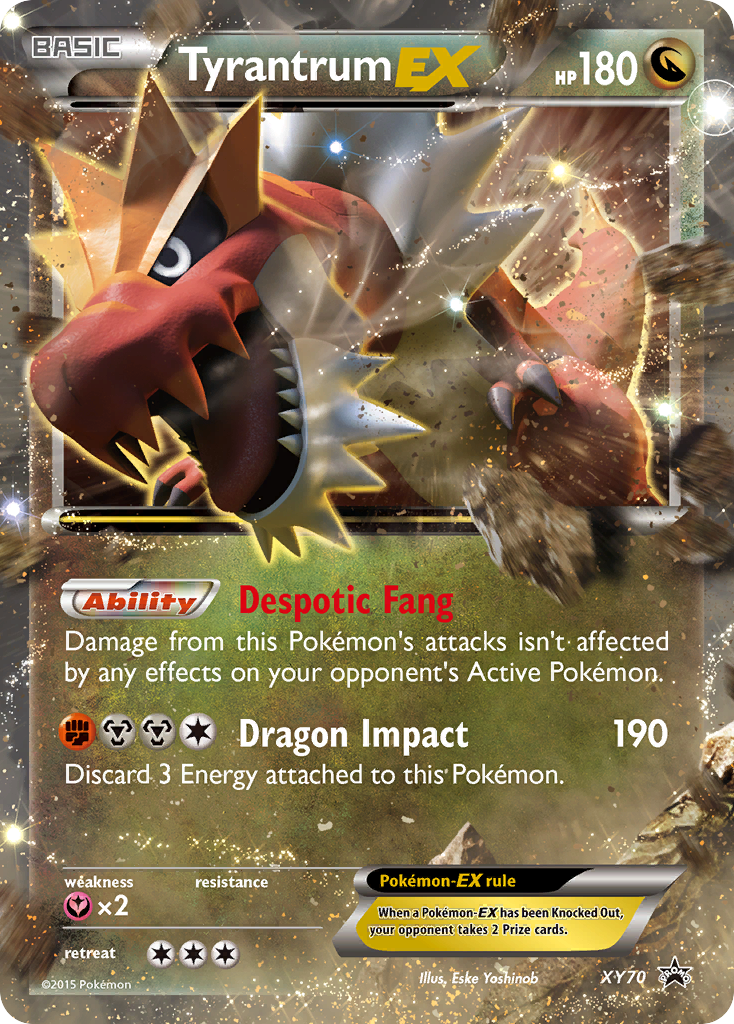 BASIC
Tyrantrum EX
HP180
Ability Despotic Fang
Damage from this Pokémon's attacks isn't affected
by any effects on your opponent's Active Pokémon.
Dragon Impact 190
Discard 3 Energy attached to this Pokémon.
weakness resistance
×2
Pokémon-EX rule
When a Pokémon-EX has been Knocked Out,
your opponent takes 2 Prize cards.
retreat
Illus. Eske Yoshinob
XY70 PROMO
©2015 Pokémon